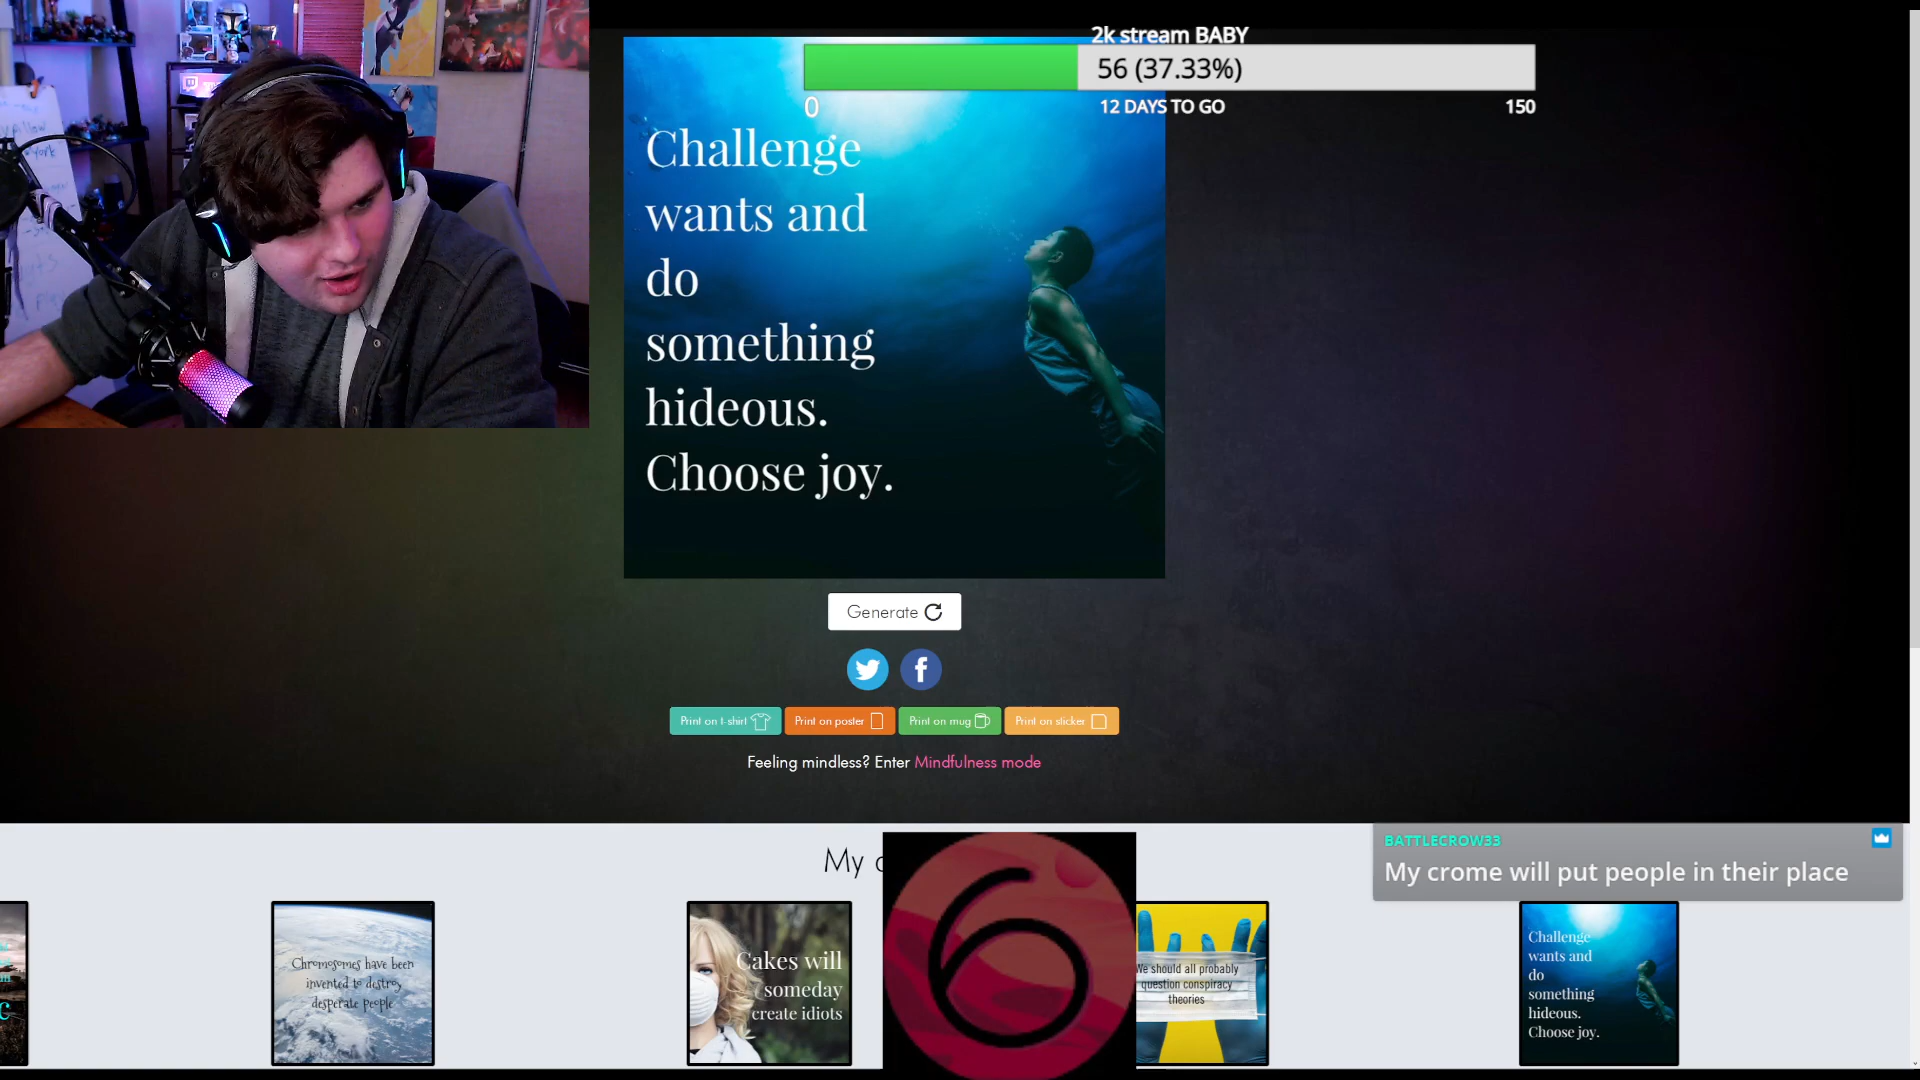 2k stream BABY
56 (37.33%)
0
12 DAYS TO GO
150
Challenge
wants and
do
something
hideous.
Choose joy.
Generate
Print on t-shirt
Print on poster
Print on mug
Print on sticker
Feeling mindless? Enter Mindfulness mode
My
BATTLECROW33
My crome will put people in their place
Chromosomes have been
invented to destroy
desperate people
Cakes will
someday
create idiots
6
We should all probably
question conspiracy
theories
Challenge
wants and
do
something
hideous.
Choose joy.